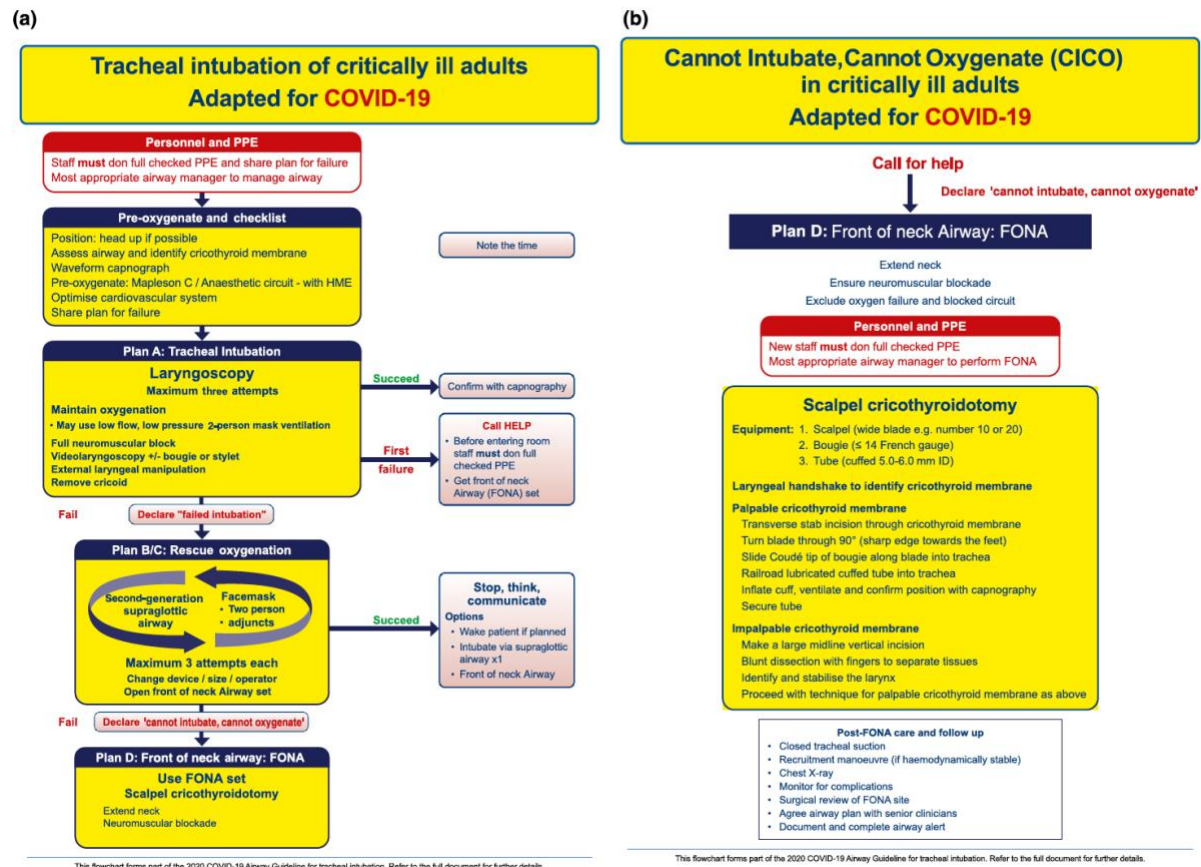 (a)
Tracheal intubation of critically ill adults
Adapted for COVID-19
Personnel and PPE
Staff must don full checked PPE and share plan for failure
Most appropriate airway manager to manage airway
Pre-oxygenate and checklist
Position: head up if possible
Assess airway and identify cricothyroid membrane
Waveform capnograph
Pre-oxygenate: Mapleson C / Anaesthetic circuit - with HME
Optimise cardiovascular system
Share plan for failure
Note the time
Plan A: Tracheal Intubation
Laryngoscopy
Maximum three attempts
Maintain oxygenation
• May use low flow, low pressure 2-person mask ventilation
Full neuromuscular block
Videolaryngoscopy +/- bougie or stylet
External laryngeal manipulation
Remove cricoid
Succeed
Confirm with capnography
First
failure
Call HELP
• Before entering room
staff must don full
checked PPE
• Get front of neck
Airway (FONA) set
Fail
Declare "failed intubation"
Plan B/C: Rescue oxygenation
Second-generation
supraglottic
airway
Facemask
• Two person
• adjuncts
Maximum 3 attempts each
Change device / size / operator
Open front of neck Airway set
Succeed
Stop, think,
communicate
Options
• Wake patient if planned
• Intubate via supraglottic
airway x1
• Front of neck Airway
Fail
Declare 'cannot intubate, cannot oxygenate'
Plan D: Front of neck airway: FONA
Use FONA set
Scalpel cricothyroidotomy
Extend neck
Neuromuscular blockade
This flowchart forms part of the 2020 COVID-19 Airway Guideline for tracheal intubation. Refer to the full document for further details.
(b)
Cannot Intubate,Cannot Oxygenate (CICO)
in critically ill adults
Adapted for COVID-19
Call for help
Declare 'cannot intubate, cannot oxygenate'
Plan D: Front of neck Airway: FONA
Extend neck
Ensure neuromuscular blockade
Exclude oxygen failure and blocked circuit
Personnel and PPE
New staff must don full checked PPE
Most appropriate airway manager to perform FONA
Scalpel cricothyroidotomy
Equipment: 1. Scalpel (wide blade e.g. number 10 or 20)
2. Bougie (≤ 14 French gauge)
3. Tube (cuffed 5.0-6.0 mm ID)
Laryngeal handshake to identify cricothyroid membrane
Palpable cricothyroid membrane
Transverse stab incision through cricothyroid membrane
Turn blade through 90° (sharp edge towards the feet)
Slide Coudé tip of bougie along blade into trachea
Railroad lubricated cuffed tube into trachea
Inflate cuff, ventilate and confirm position with capnography
Secure tube
Impalpable cricothyroid membrane
Make a large midline vertical incision
Blunt dissection with fingers to separate tissues
Identify and stabilise the larynx
Proceed with technique for palpable cricothyroid membrane as above
Post-FONA care and follow up
• Closed tracheal suction
• Recruitment manoeuvre (if haemodynamically stable)
• Chest X-ray
• Monitor for complications
• Surgical review of FONA site
• Agree airway plan with senior clinicians
• Document and complete airway alert
This flowchart forms part of the 2020 COVID-19 Airway Guideline for tracheal intubation. Refer to the full document for further details.